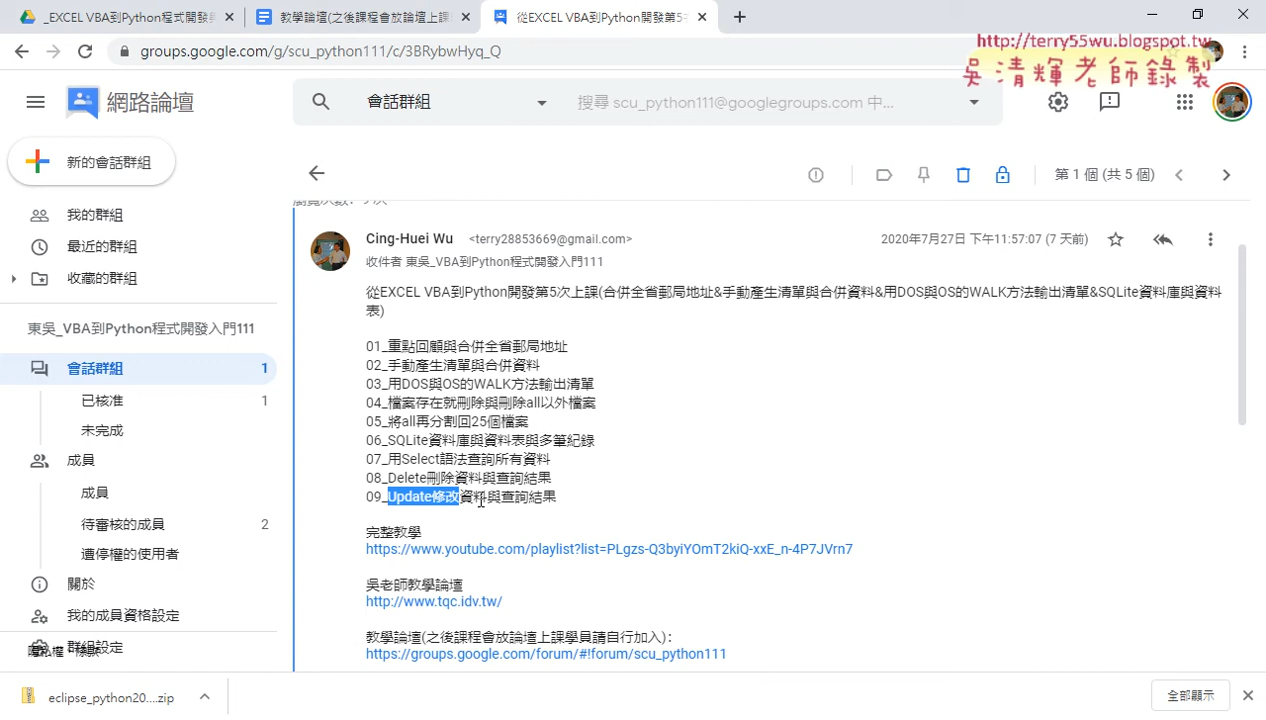 _EXCEL VBA到Python程式開發
教學論壇(之後課程會放論壇上課
從EXCEL VBA到Python開發第5
groups.google.com/g/scu_python111/c/3BRybwHyq_Q
http://terry55wu.blogspot.tw
吳清輝老師錄製
網路論壇
會話群組
搜尋 scu_python111@googlegroups.com 中...
新的會話群組
第 1 個 (共 5 個)
我的群組
最近的群組
收藏的群組
東吳_VBA到Python程式開發入門111
會話群組 1
已核准 1
未完成
成員
成員
待審核的成員 2
遭停權的使用者
關於
我的成員資格設定
群組設定
Cing-Huei Wu <terry28853669@gmail.com>
2020年7月27日 下午11:57:07 (7 天前)
收件者 東吳_VBA到Python程式開發入門111
從EXCEL VBA到Python開發第5次上課(合併全省郵局地址&手動產生清單與合併資料&用DOS與OS的WALK方法輸出清單&SQLite資料庫與資料
表)
01_重點回顧與合併全省郵局地址
02_手動產生清單與合併資料
03_用DOS與OS的WALK方法輸出清單
04_檔案存在就刪除與刪除all以外檔案
05_將all再分割回25個檔案
06_SQLite資料庫與資料表與多筆紀錄
07_用Select語法查詢所有資料
08_Delete刪除資料與查詢結果
09_Update修改資料與查詢結果
完整教學
https://www.youtube.com/playlist?list=PLgzs-Q3byiYOmT2kiQ-xxE_n-4P7JVrn7
吳老師教學論壇
http://www.tqc.idv.tw/
教學論壇(之後課程會放論壇上課學員請自行加入):
https://groups.google.com/forum/#!forum/scu_python111
eclipse_python20....zip
全部顯示